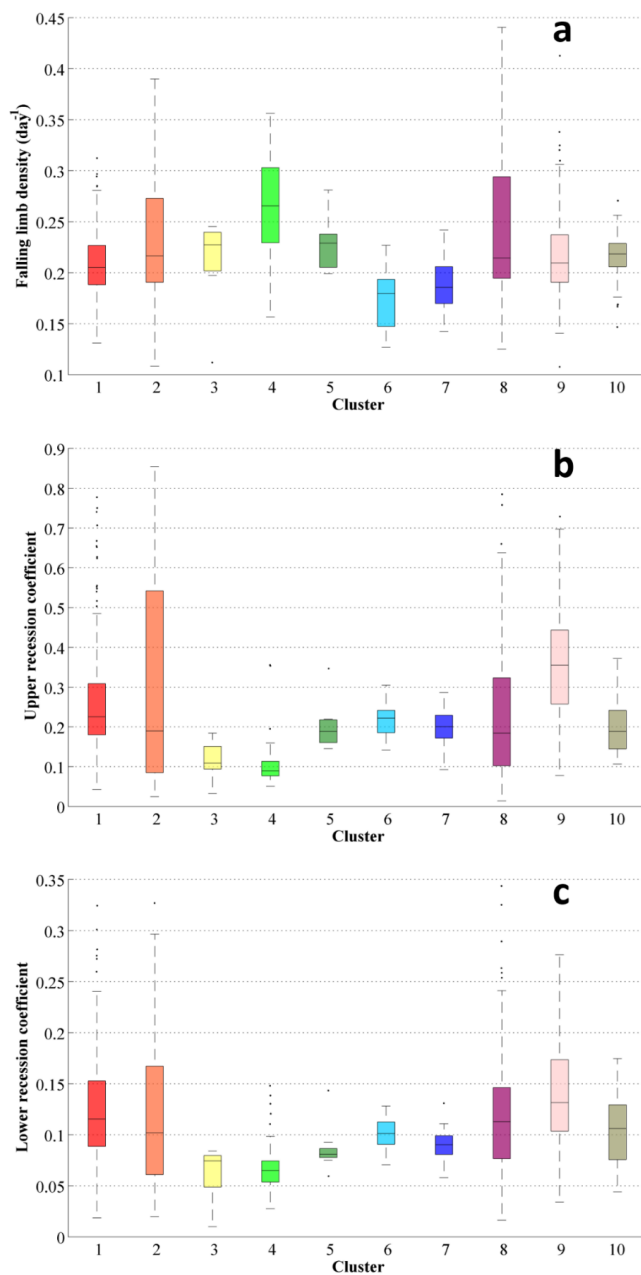 a
0.45
0.4
0.35
0.3
0.25
0.2
0.15
0.1
Falling limb density (day⁻¹)
1 2 3 4 5 6 7 8 9 10
Cluster
b
0.9
0.8
0.7
0.6
0.5
0.4
0.3
0.2
0.1
0
Upper recession coefficient
1 2 3 4 5 6 7 8 9 10
Cluster
c
0.35
0.3
0.25
0.2
0.15
0.1
0.05
0
Lower recession coefficient
1 2 3 4 5 6 7 8 9 10
Cluster